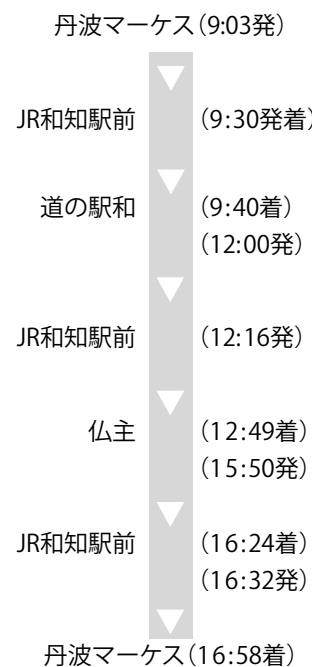 丹波マーケス(9:03発)
JR和知駅前 (9:30発着)
道の駅和 (9:40着)
(12:00発)
JR和知駅前 (12:16発)
仏主 (12:49着)
(15:50発)
JR和知駅前 (16:24着)
(16:32発)
丹波マーケス(16:58着)